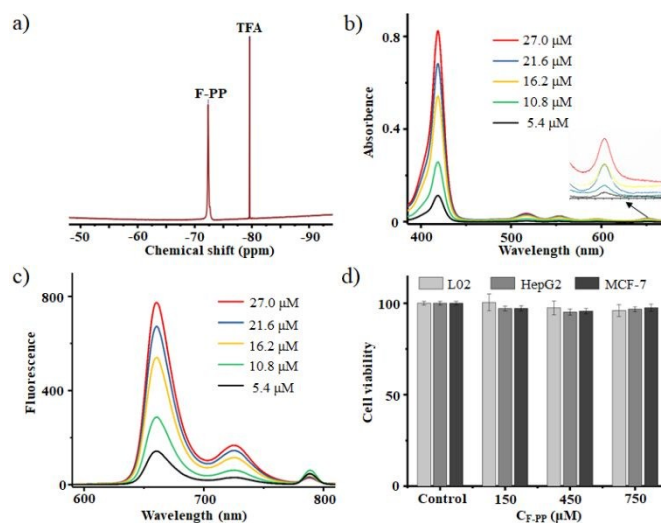 a)
TFA
F-PP
-50 -60 -70 -80 -90
Chemical shift (ppm)
b)
0.8
0.4
0
Absorbence
27.0 μM
21.6 μM
16.2 μM
10.8 μM
5.4 μM
400 500 600
Wavelength (nm)
c)
800
400
0
Fluorescence
27.0 μM
21.6 μM
16.2 μM
10.8 μM
5.4 μM
600 700 800
Wavelength (nm)
d)
L02 HepG2 MCF-7
100
50
0
Cell viability
Control 150 450 750
CF-PP (μM)